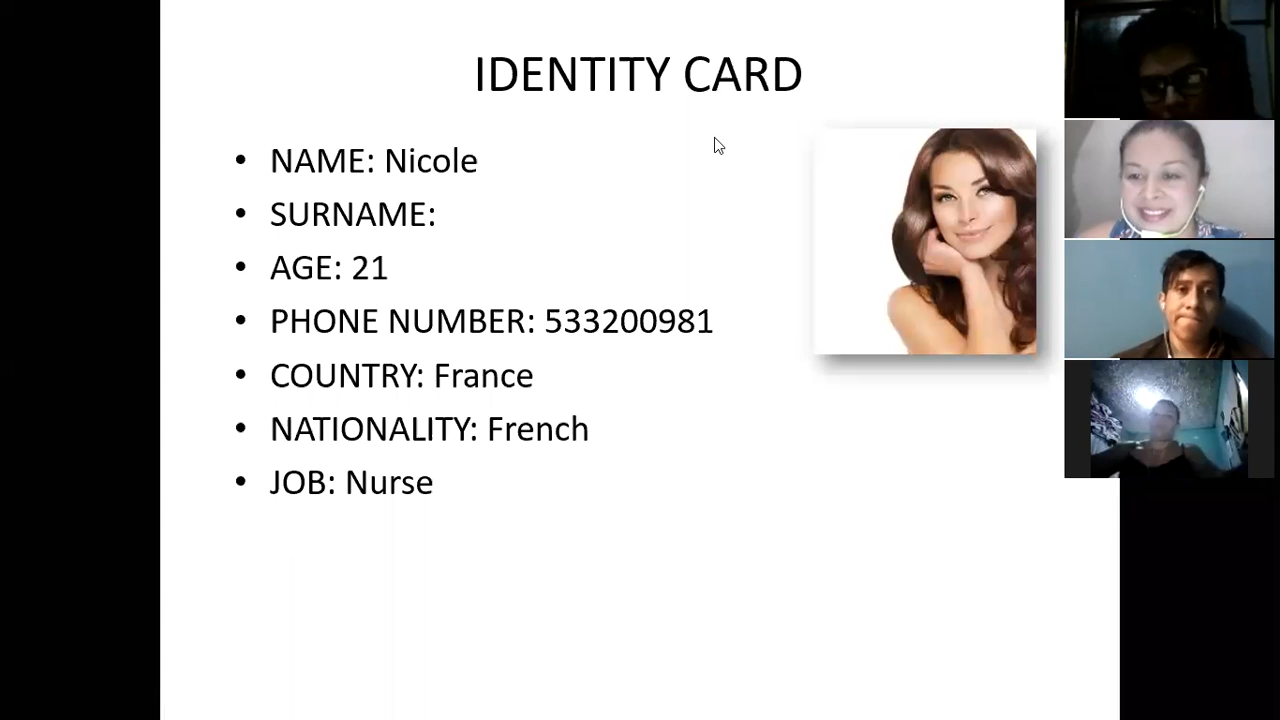 IDENTITY CARD
• NAME: Nicole
• SURNAME:
• AGE: 21
• PHONE NUMBER: 533200981
• COUNTRY: France
• NATIONALITY: French
• JOB: Nurse